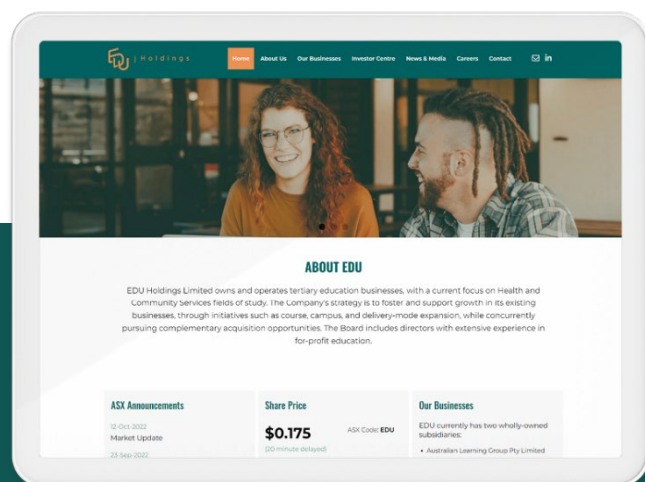 EDU | Holdings
Home About Us Our Businesses Investor Centre News & Media Careers Contact in
ABOUT EDU
EDU Holdings Limited owns and operates tertiary education businesses, with a current focus on Health and
Community Services fields of study. The Company's strategy is to foster and support growth in its existing
businesses, through initiatives such as course, campus, and delivery-mode expansion, while concurrently
pursuing complementary acquisition opportunities. The Board includes directors with extensive experience in
for-profit education.
ASX Announcements
12-Oct-2022
Market Update
23-Sep-2022
Share Price
$0.175 ASX Code: EDU
(20 minute delayed)
Our Businesses
EDU currently has two wholly-owned
subsidiaries:
• Australian Learning Group Pty Limited